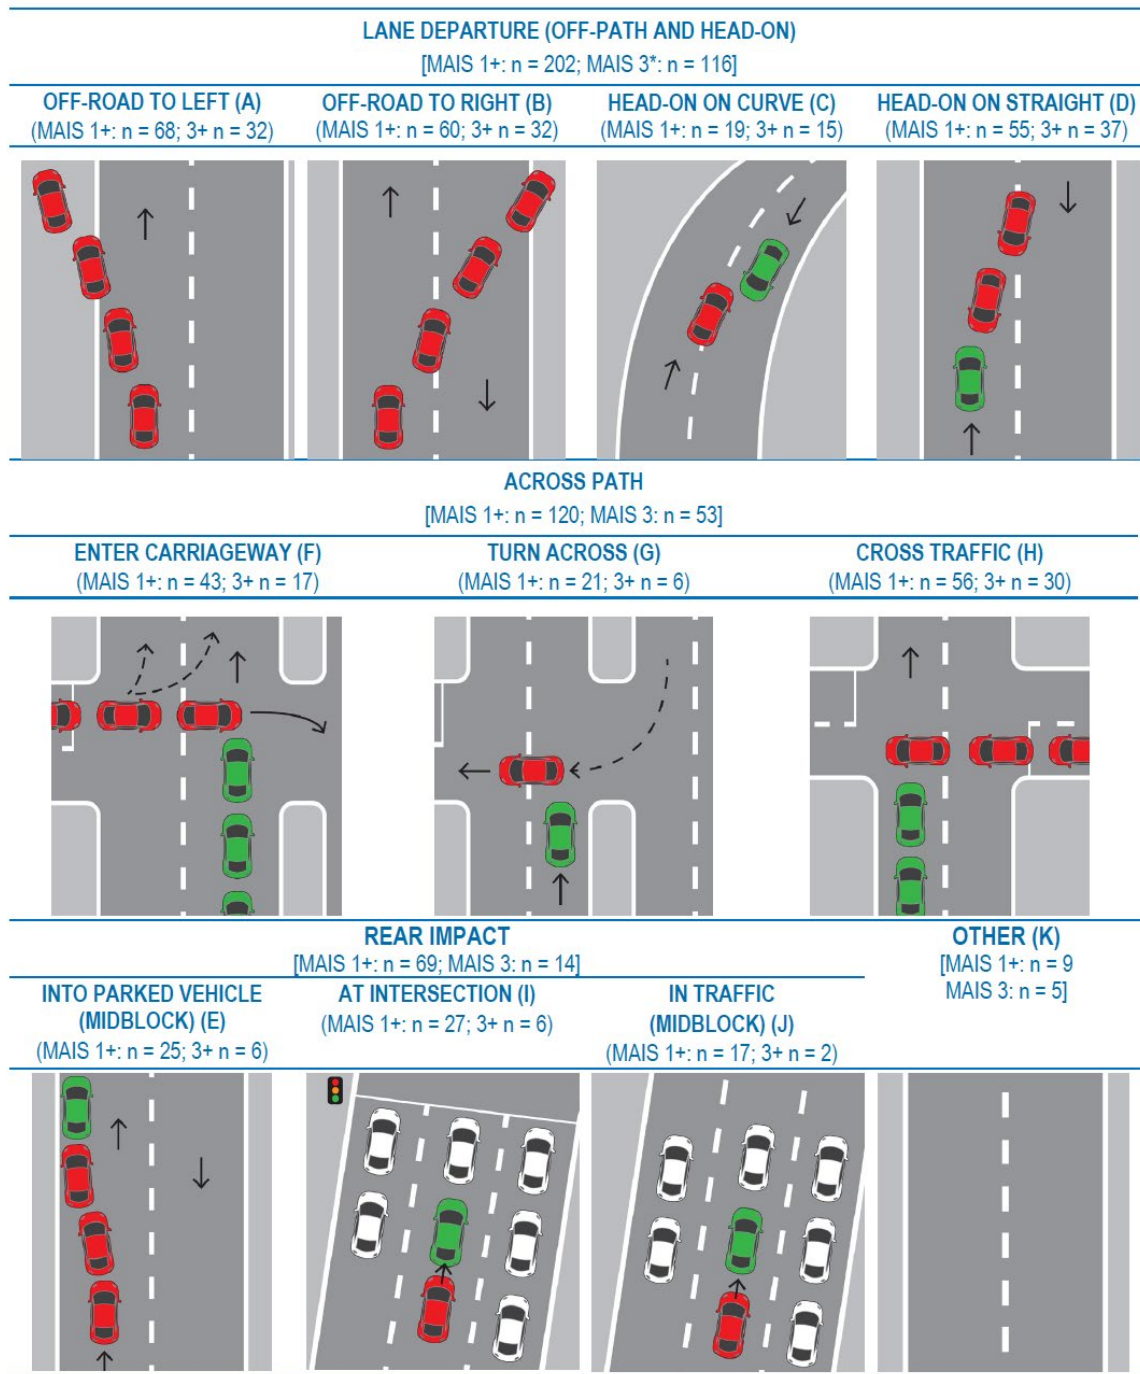 LANE DEPARTURE (OFF-PATH AND HEAD-ON)
[MAIS 1+: n = 202; MAIS 3*: n = 116]
OFF-ROAD TO LEFT (A)
(MAIS 1+: n = 68; 3+ n = 32)
OFF-ROAD TO RIGHT (B)
(MAIS 1+: n = 60; 3+ n = 32)
HEAD-ON ON CURVE (C)
(MAIS 1+: n = 19; 3+ n = 15)
HEAD-ON ON STRAIGHT (D)
(MAIS 1+: n = 55; 3+ n = 37)
ACROSS PATH
[MAIS 1+: n = 120; MAIS 3: n = 53]
ENTER CARRIAGEWAY (F)
(MAIS 1+: n = 43; 3+ n = 17)
TURN ACROSS (G)
(MAIS 1+: n = 21; 3+ n = 6)
CROSS TRAFFIC (H)
(MAIS 1+: n = 56; 3+ n = 30)
REAR IMPACT
[MAIS 1+: n = 69; MAIS 3: n = 14]
OTHER (K)
[MAIS 1+: n = 9
MAIS 3: n = 5]
INTO PARKED VEHICLE
(MIDBLOCK) (E)
(MAIS 1+: n = 25; 3+ n = 6)
AT INTERSECTION (I)
(MAIS 1+: n = 27; 3+ n = 6)
IN TRAFFIC
(MIDBLOCK) (J)
(MAIS 1+: n = 17; 3+ n = 2)